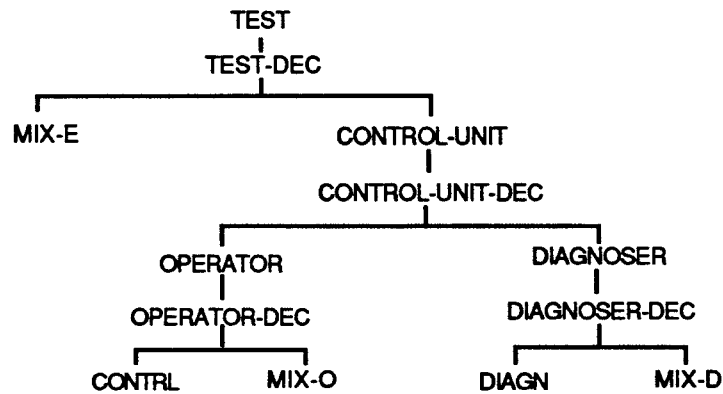 TEST
TEST-DEC
MIX-E CONTROL-UNIT
CONTROL-UNIT-DEC
OPERATOR DIAGNOSER
OPERATOR-DEC DIAGNOSER-DEC
CONTRL MIX-O DIAGN MIX-D